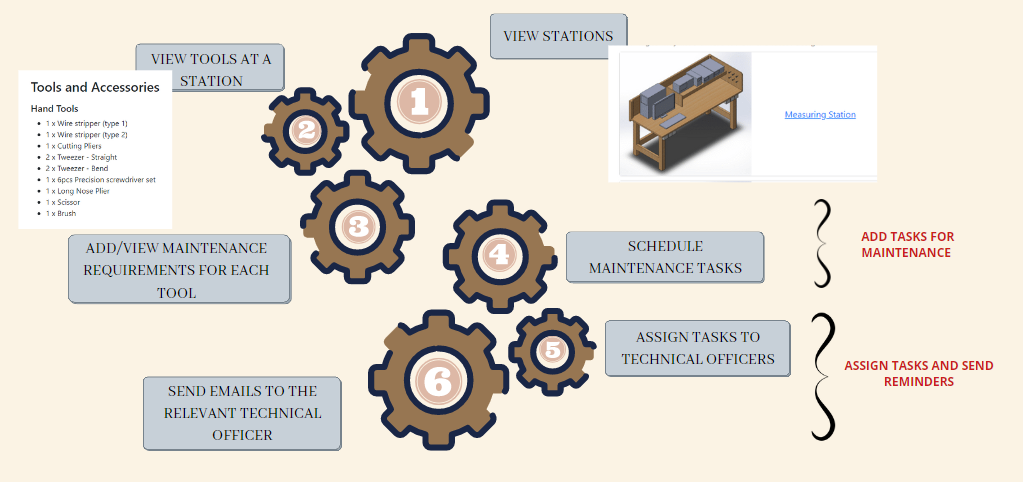 VIEW STATIONS
1
Measuring Station
VIEW TOOLS AT A
STATION
2
Tools and Accessories
Hand Tools
1 x Wire stripper (type 1)
1 x Wire stripper (type 2)
1 x Cutting Pliers
2 x Tweezer - Straight
2 x Tweezer - Bend
1 x 6pcs Precision screwdriver set
1 x Long Nose Plier
1 x Scissor
1 x Brush
3
ADD/VIEW MAINTENANCE
REQUIREMENTS FOR EACH
TOOL
4
SCHEDULE
MAINTENANCE TASKS
ADD TASKS FOR
MAINTENANCE
5
ASSIGN TASKS TO
TECHNICAL OFFICERS
6
SEND EMAILS TO THE
RELEVANT TECHNICAL
OFFICER
ASSIGN TASKS AND SEND
REMINDERS